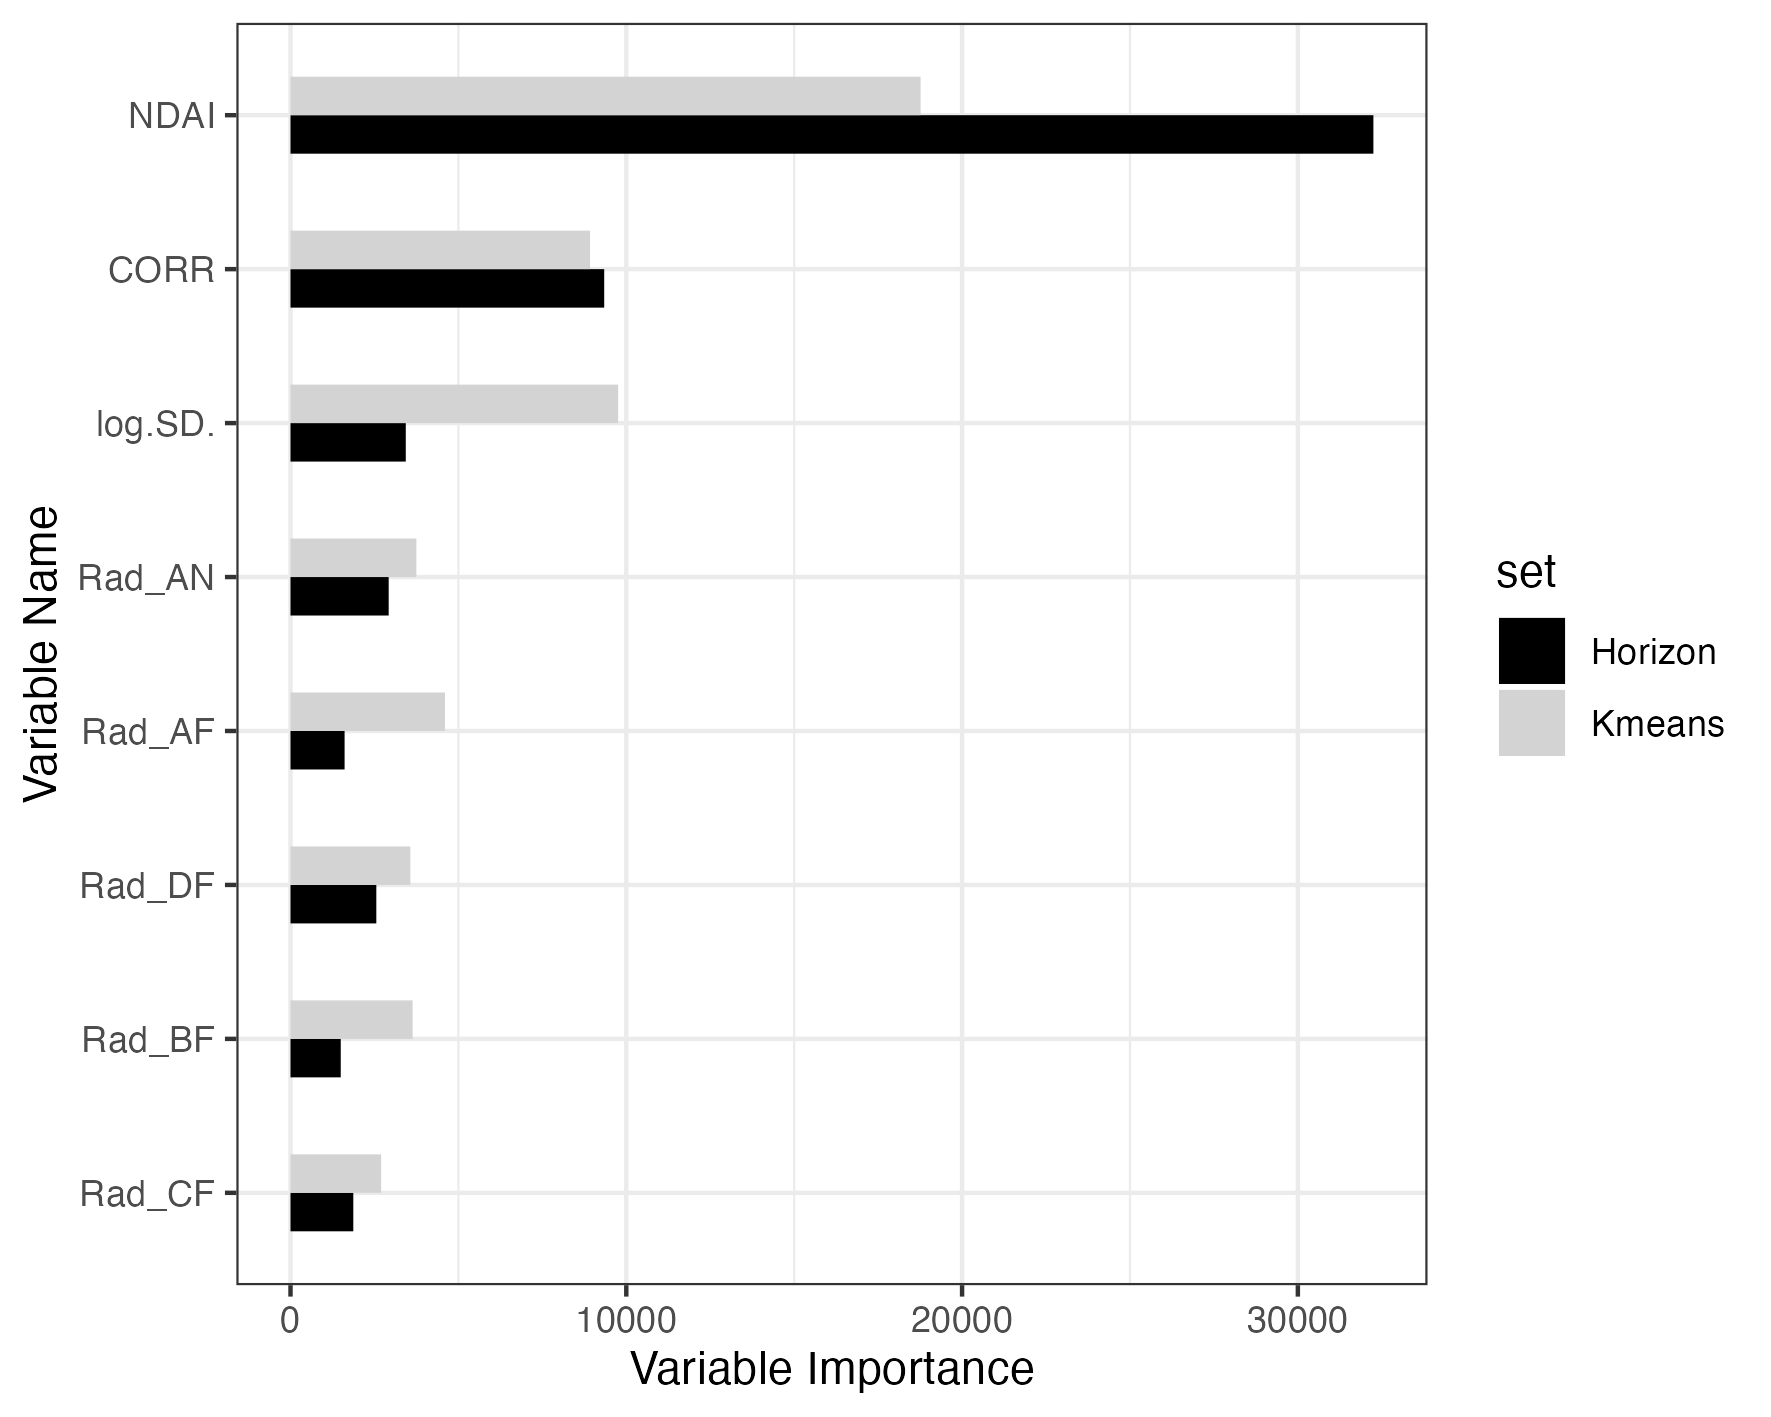 Variable Name
NDAI
CORR
log.SD.
Rad_AN
Rad_AF
Rad_DF
Rad_BF
Rad_CF
0 10000 20000 30000
Variable Importance
set
Horizon
Kmeans